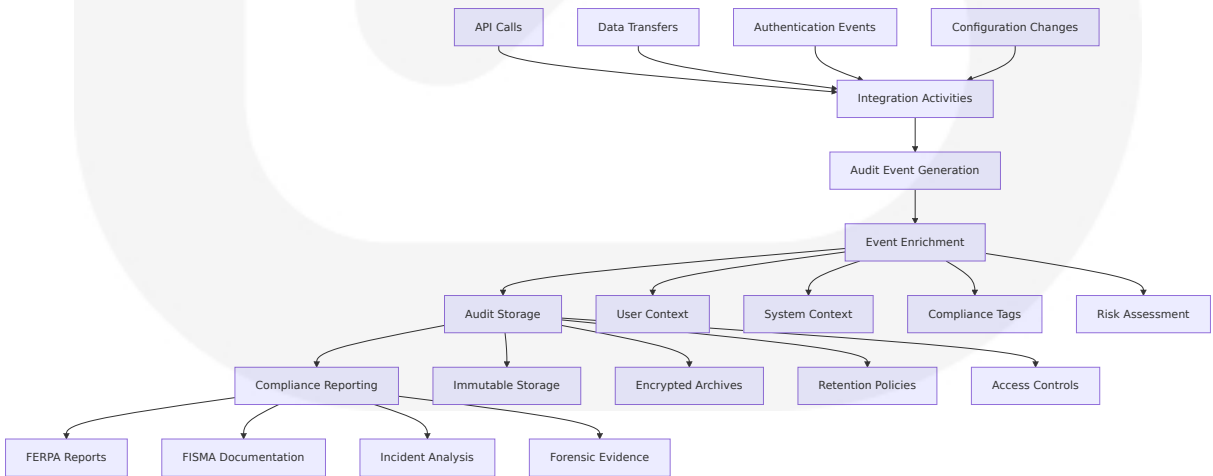 API Calls
Data Transfers
Authentication Events
Configuration Changes
Integration Activities
Audit Event Generation
Event Enrichment
Audit Storage
User Context
System Context
Compliance Tags
Risk Assessment
Compliance Reporting
Immutable Storage
Encrypted Archives
Retention Policies
Access Controls
FERPA Reports
FISMA Documentation
Incident Analysis
Forensic Evidence